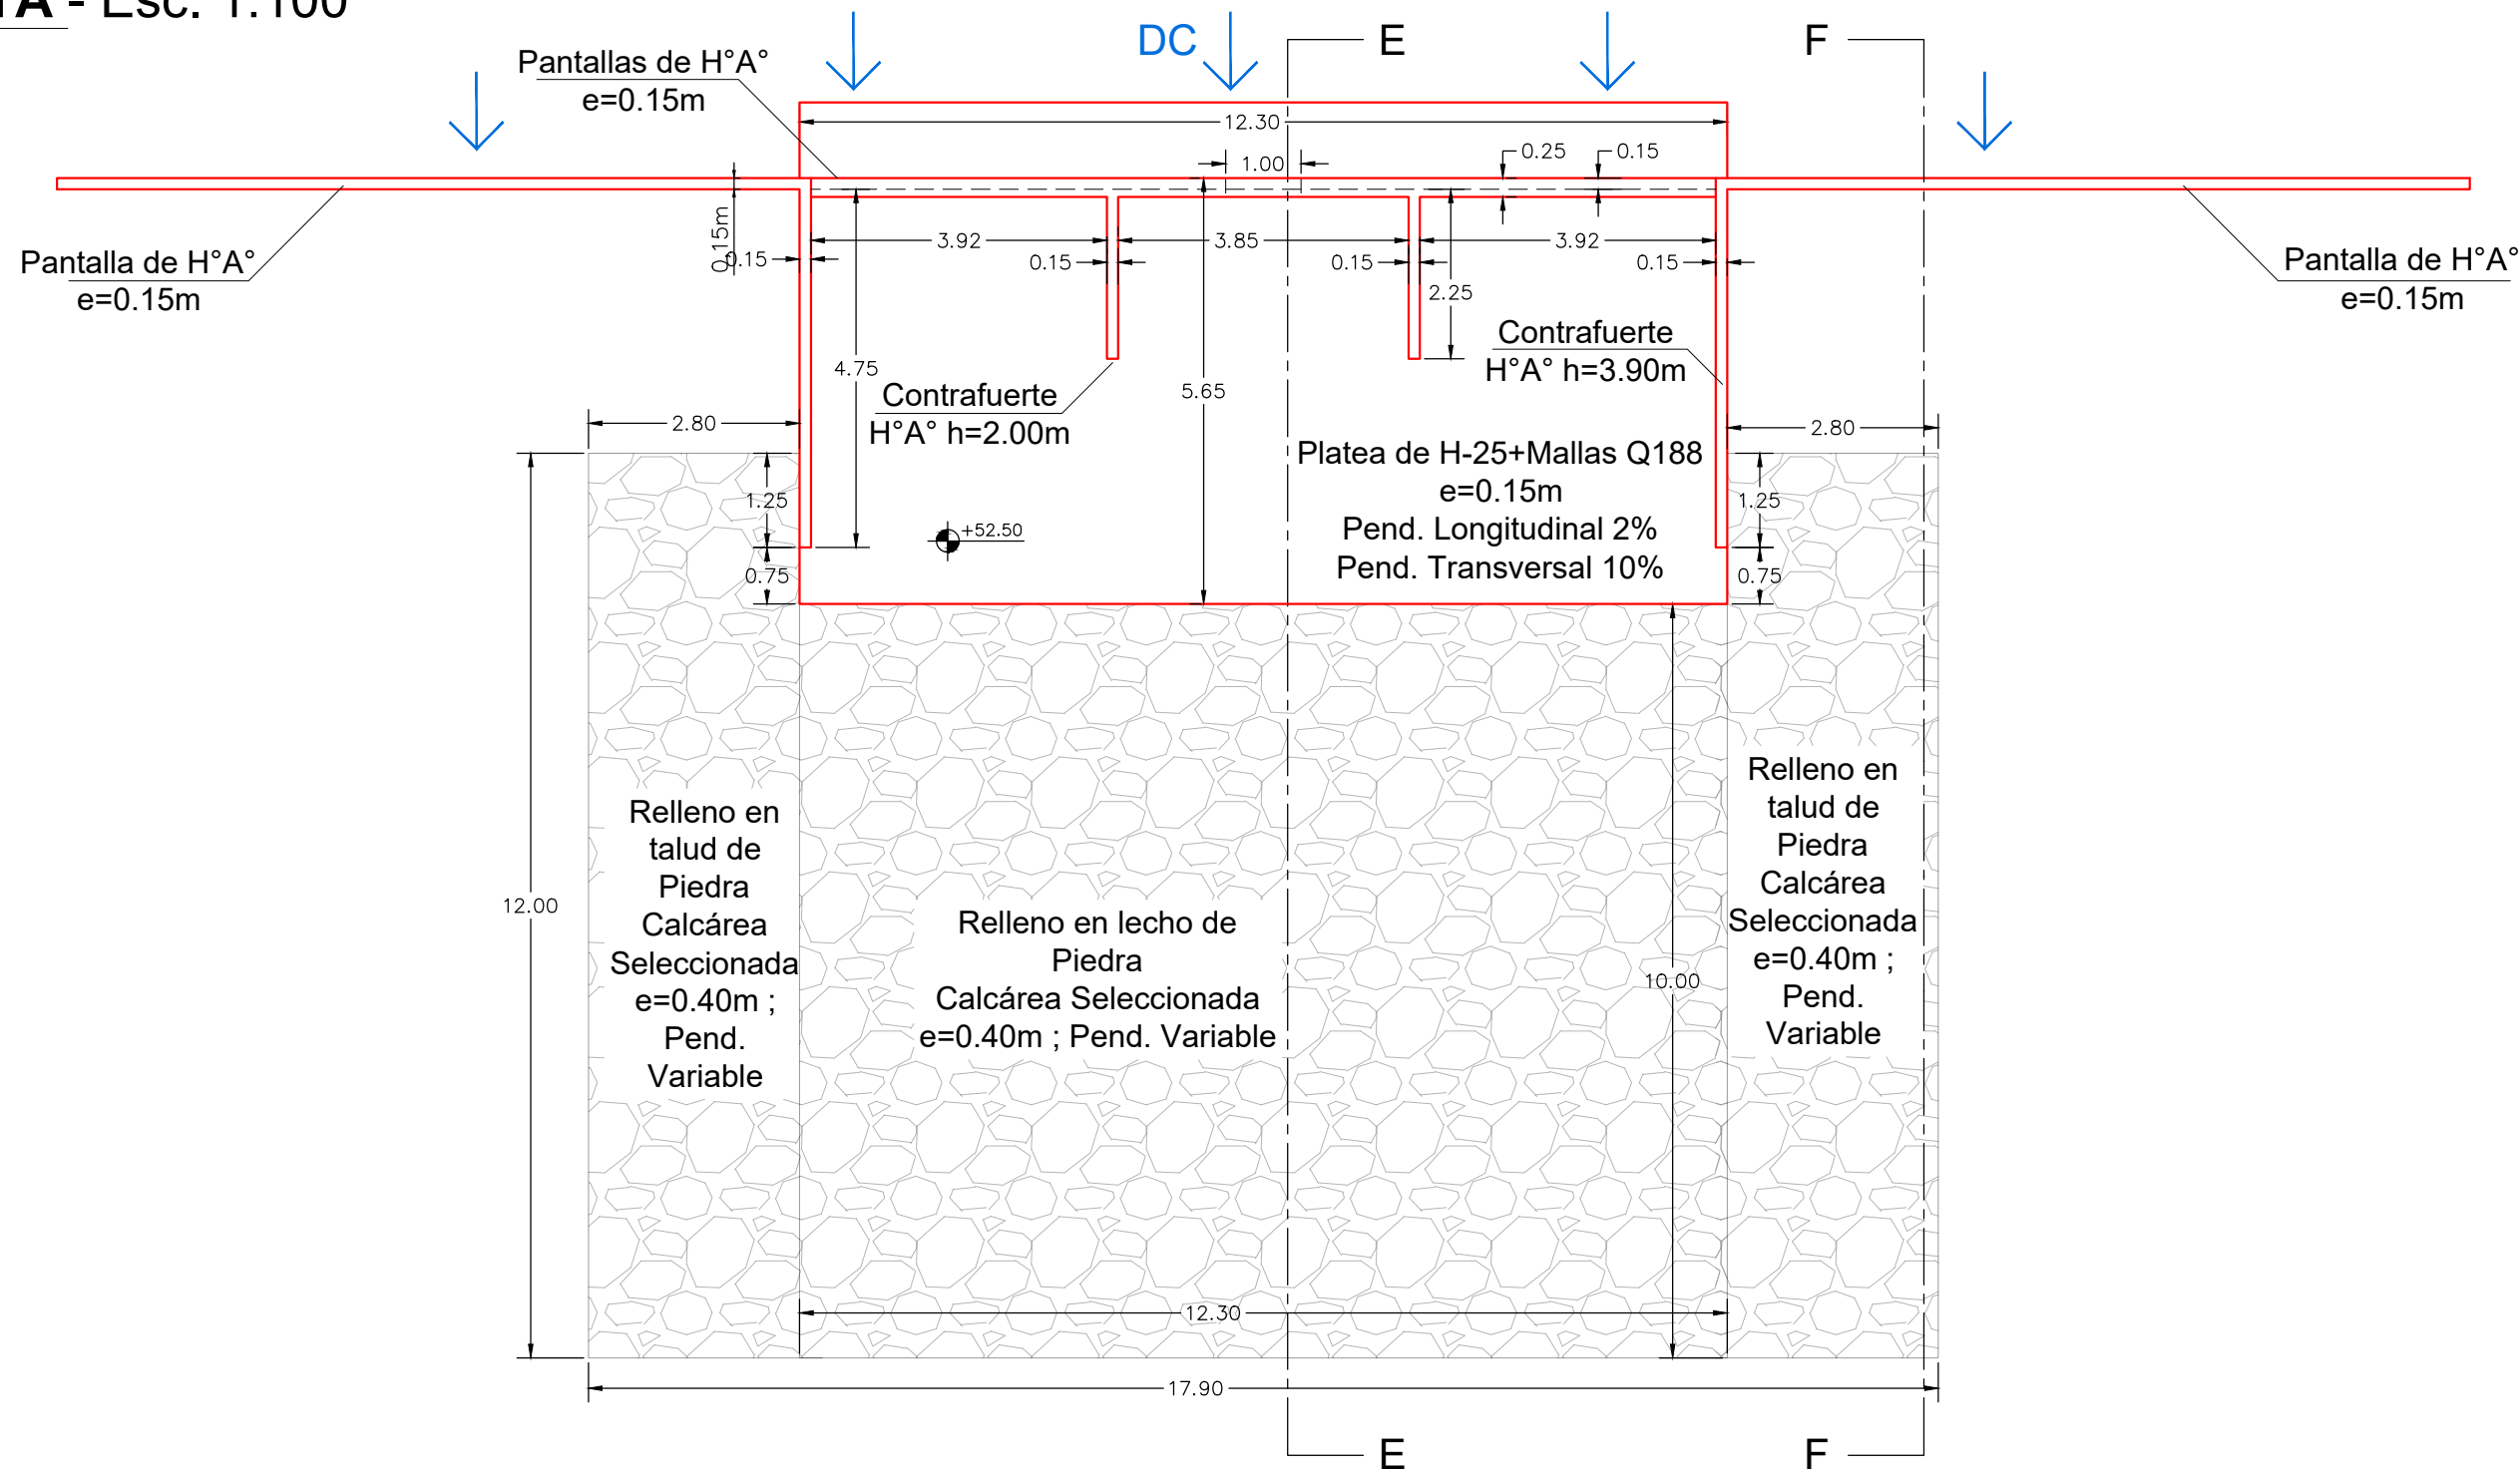 TA - Esc. 1:100
DC
E
F
Pantallas de H°A°
e=0.15m
12.30
1.00
0.25
0.15
0.15m
0.15
3.92
0.15
3.85
0.15
3.92
0.15
Pantalla de H°A°
e=0.15m
Pantalla de H°A°
e=0.15m
2.25
4.75
5.65
Contrafuerte
H°A° h=3.90m
Contrafuerte
H°A° h=2.00m
2.80
2.80
Platea de H-25+Mallas Q188
e=0.15m
Pend. Longitudinal 2%
Pend. Transversal 10%
1.25
1.25
+52.50
0.75
0.75
Relleno en
talud de
Piedra
Calcárea
Seleccionada
e=0.40m ;
Pend.
Variable
Relleno en lecho de
Piedra
Calcárea Seleccionada
e=0.40m ; Pend. Variable
Relleno en
talud de
Piedra
Calcárea
Seleccionada
e=0.40m ;
Pend.
Variable
12.00
10.00
12.30
17.90
E
F